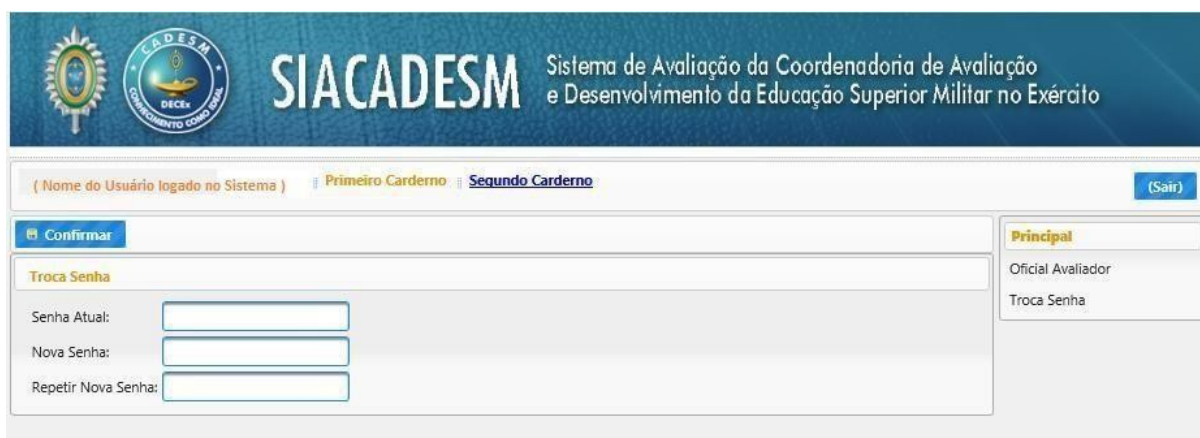 CADESM
DECEx
CONHECIMENTO COMO IDEAL
SIACADESM
Sistema de Avaliação da Coordenadoria de Avaliação
e Desenvolvimento da Educação Superior Militar no Exército
( Nome do Usuário logado no Sistema ) Primeiro Carderno Segundo Carderno (Sair)
Confirmar
Principal
Troca Senha
Oficial Avaliador
Troca Senha
Senha Atual:
Nova Senha:
Repetir Nova Senha: